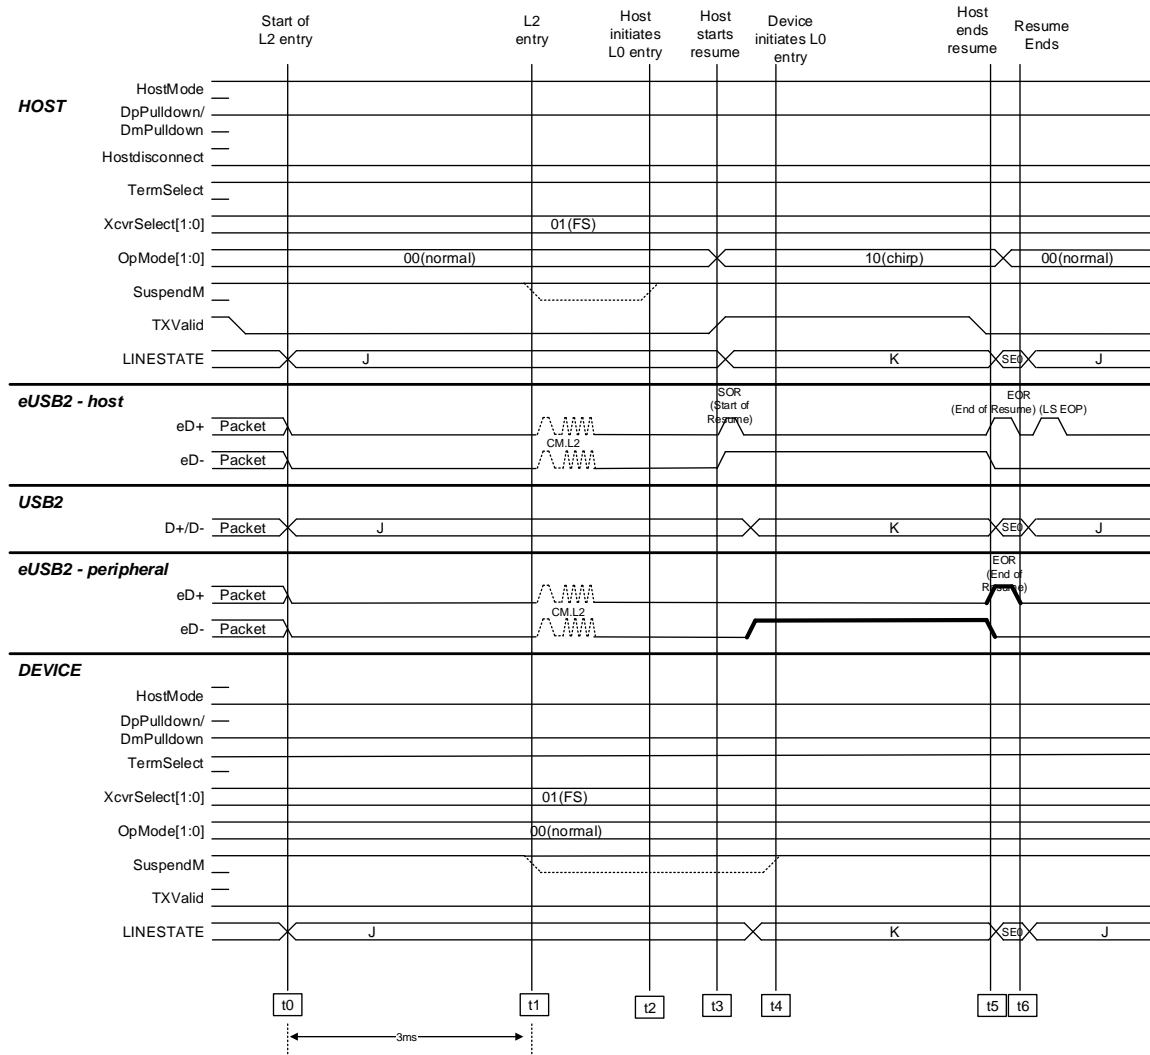 Start of
L2 entry
L2
entry
Host
initiates
L0 entry
Host
starts
resume
Device
initiates L0
entry
Host
ends
resume
Resume
Ends
HOST
HostMode
DpPulldown/
DmPulldown
Hostdisconnect
TermSelect
XcvrSelect[1:0] 01(FS)
OpMode[1:0] 00(normal) 10(chirp) 00(normal)
SuspendM
TXValid
LINESTATE J K SE0 J
eUSB2 - host
SOR
(Start of
Resume)
EOR
(End of Resume) (LS EOP)
eD+ Packet
CM.L2
eD- Packet
USB2
D+/D- Packet J K SE0 J
eUSB2 - peripheral
EOR
(End of
Resume)
eD+ Packet
CM.L2
eD- Packet
DEVICE
HostMode
DpPulldown/
DmPulldown
TermSelect
XcvrSelect[1:0] 01(FS)
OpMode[1:0] 00(normal)
SuspendM
TXValid
LINESTATE J K SE0 J
t0 t1 t2 t3 t4 t5 t6
3ms